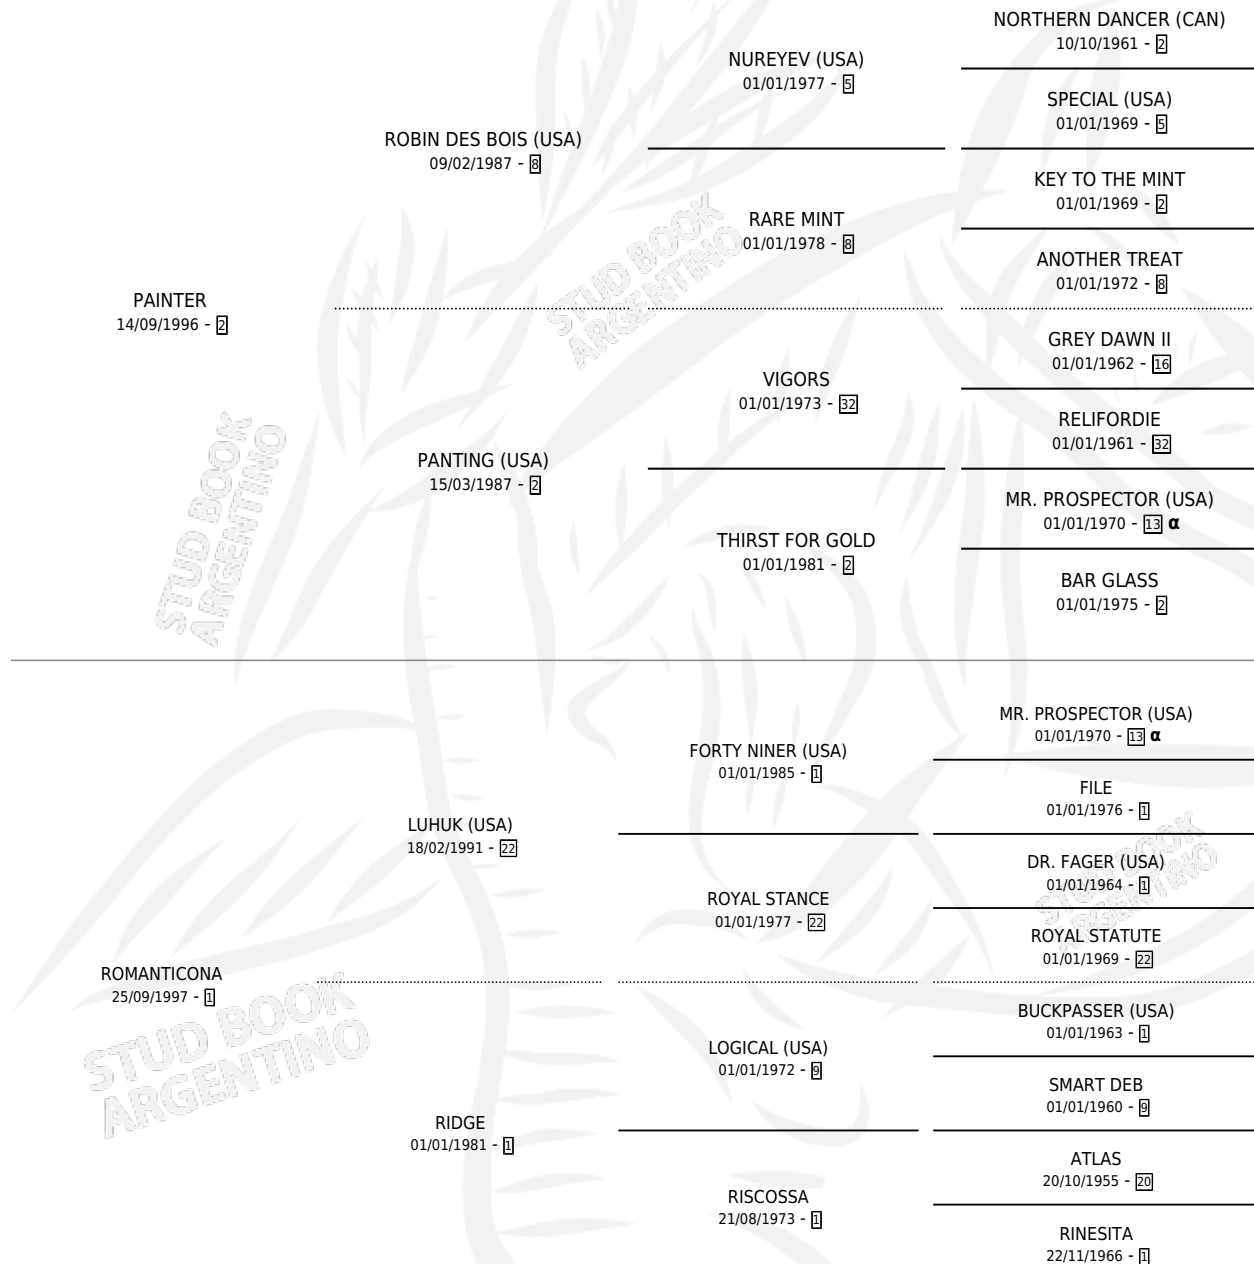 NORTHERN DANCER (CAN)
10/10/1961 - 2
NUREYEV (USA)
01/01/1977 - 5
SPECIAL (USA)
01/01/1969 - 5
ROBIN DES BOIS (USA)
09/02/1987 - 8
KEY TO THE MINT
01/01/1969 - 2
RARE MINT
01/01/1978 - 8
ANOTHER TREAT
01/01/1972 - 8
PAINTER
14/09/1996 - 2
GREY DAWN II
01/01/1962 - 16
VIGORS
01/01/1973 - 32
RELIFORDIE
01/01/1961 - 32
PANTING (USA)
15/03/1987 - 2
MR. PROSPECTOR (USA)
01/01/1970 - 13 α
THIRST FOR GOLD
01/01/1981 - 2
BAR GLASS
01/01/1975 - 2
MR. PROSPECTOR (USA)
01/01/1970 - 13 α
FORTY NINER (USA)
01/01/1985 - 1
FILE
01/01/1976 - 1
LUHUK (USA)
18/02/1991 - 22
DR. FAGER (USA)
01/01/1964 - 1
ROYAL STANCE
01/01/1977 - 22
ROYAL STATUTE
01/01/1969 - 22
ROMANTICONA
25/09/1997 - 1
BUCKPASSER (USA)
01/01/1963 - 1
LOGICAL (USA)
01/01/1972 - 9
SMART DEB
01/01/1960 - 9
RIDGE
01/01/1981 - 1
ATLAS
20/10/1955 - 20
RISCOSSA
21/08/1973 - 1
RINESITA
22/11/1966 - 1
STUD BOOK
ARGENTINO
STUD BOOK
ARGENTINO
STUD BOOK
ARGENTINO
STUD BOOK
ARGENTINO